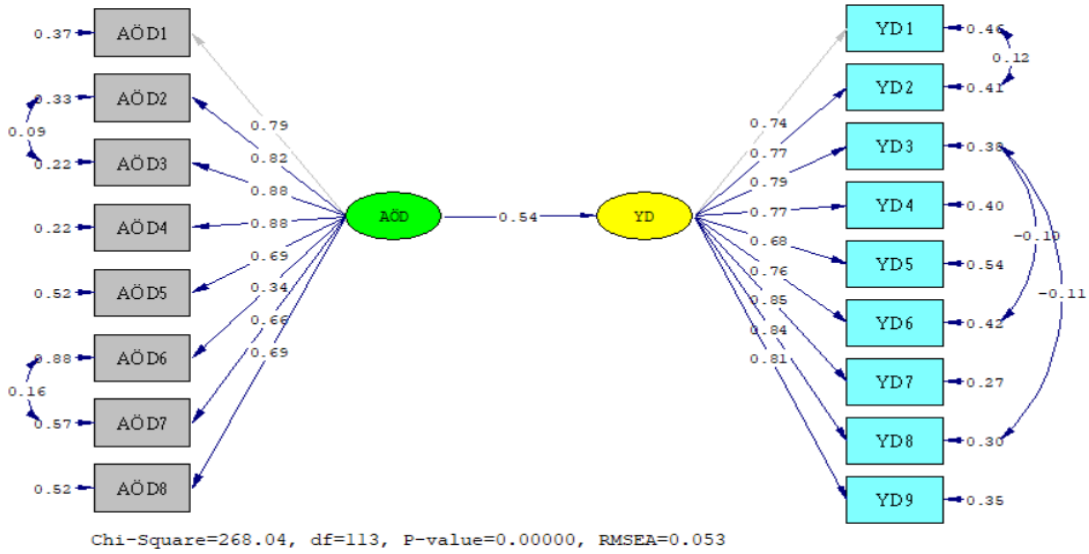 0.37 AÖD1
0.33 AÖD2
0.09
0.22 AÖD3
0.22 AÖD4
0.52 AÖD5
0.88 AÖD6
0.16
0.57 AÖD7
0.52 AÖD8
0.79
0.82
0.88
0.88
0.69
0.34
0.66
0.69
AÖD
0.54
YD
0.74
0.77
0.79
0.77
0.68
0.76
0.85
0.84
0.81
YD1 0.46
0.12
YD2 0.41
YD3 0.38
YD4 0.40
-0.10
YD5 0.54
-0.11
YD6 0.42
YD7 0.27
YD8 0.30
YD9 0.35
Chi-Square=268.04, df=113, P-value=0.00000, RMSEA=0.053